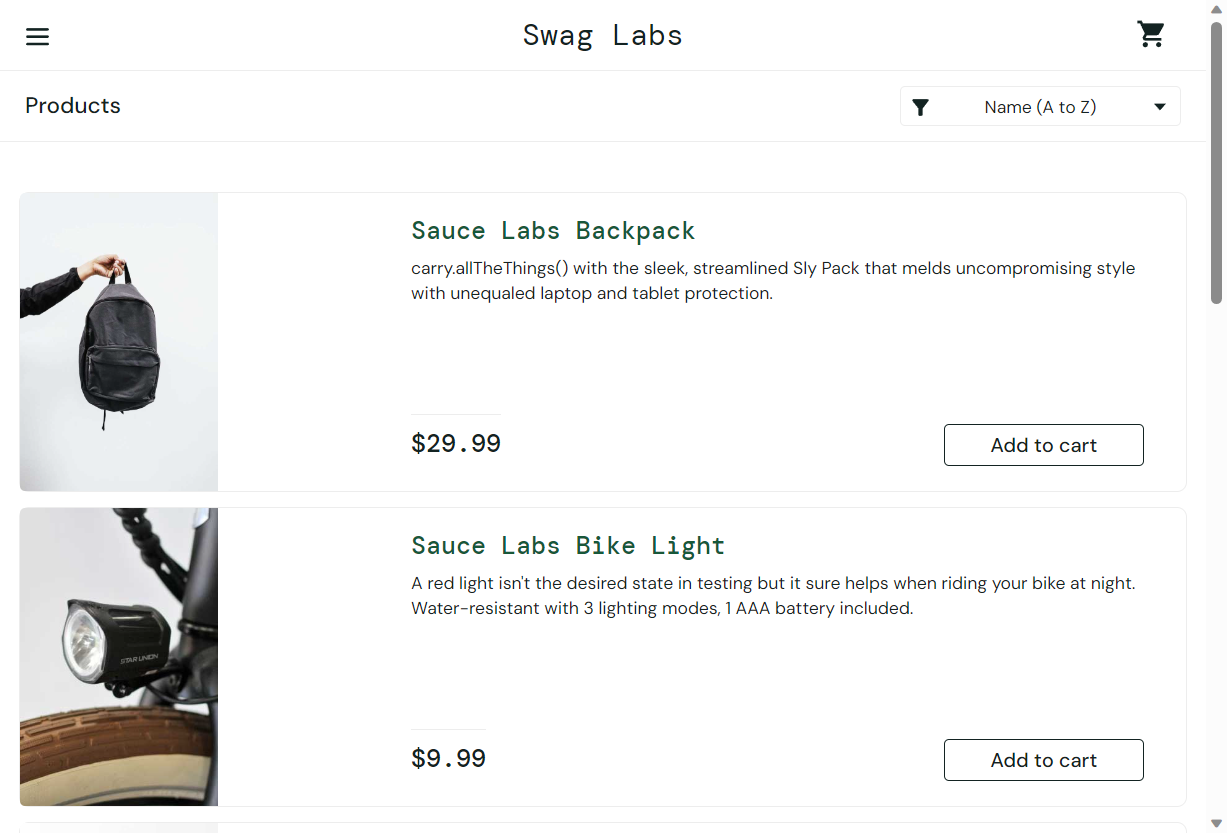 Swag Labs
Products
Name (A to Z)
Sauce Labs Backpack
carry.allTheThings() with the sleek, streamlined Sly Pack that melds uncompromising style
with unequaled laptop and tablet protection.
$29.99
Add to cart
Sauce Labs Bike Light
A red light isn't the desired state in testing but it sure helps when riding your bike at night.
Water-resistant with 3 lighting modes, 1 AAA battery included.
STAR UNION
$9.99
Add to cart